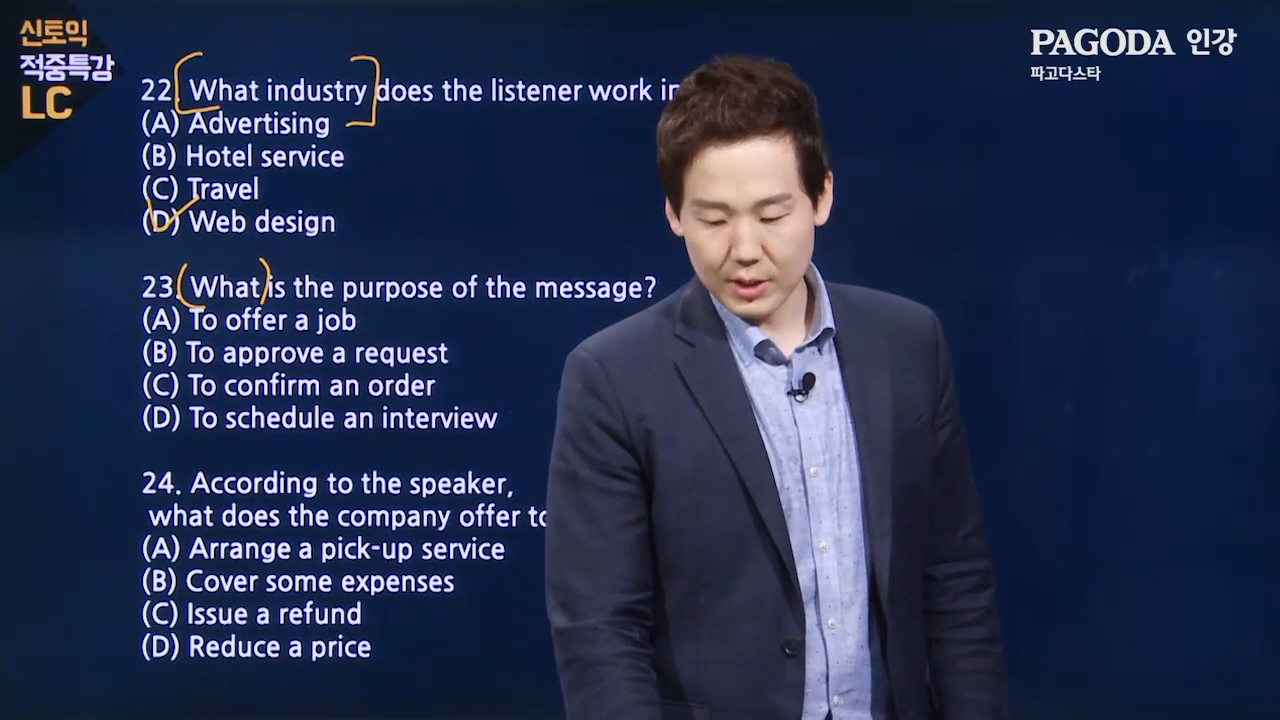 신토익
적중특강
LC
PAGODA 인강
파고다스타
22. What industry does the listener work in
(A) Advertising
(B) Hotel service
(C) Travel
(D) Web design
23. What is the purpose of the message?
(A) To offer a job
(B) To approve a request
(C) To confirm an order
(D) To schedule an interview
24. According to the speaker,
what does the company offer to
(A) Arrange a pick-up service
(B) Cover some expenses
(C) Issue a refund
(D) Reduce a price